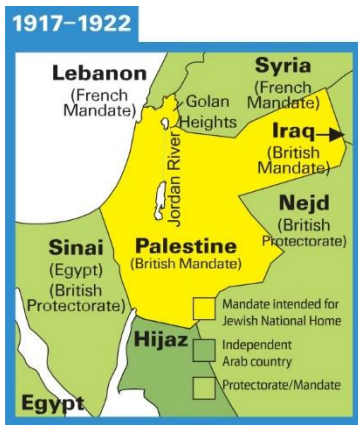 1917–1922
Lebanon
(French
Mandate)
Syria
(French
Mandate)
Golan
Heights
Iraq
(British
Mandate)
Jordan River
Nejd
(British
Protectorate)
Sinai
(Egypt)
(British
Protectorate)
Palestine
(British Mandate)
Mandate intended for
Jewish National Home
Hijaz
Independent
Arab country
Protectorate/Mandate
Egypt